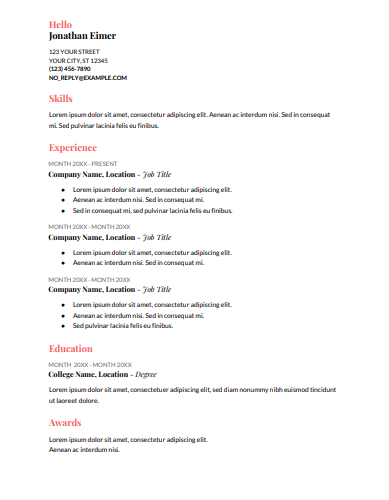 Hello
Jonathan Eimer
123 YOUR STREET
YOUR CITY, ST 12345
(123) 456-7890
NO_REPLY@EXAMPLE.COM
Skills
Lorem ipsum dolor sit amet, consectetur adipiscing elit. Aenean ac interdum nisi. Sed in consequat
mi. Sed pulvinar lacinia felis eu finibus.
Experience
MONTH 20XX - PRESENT
Company Name, Location - Job Title
● Lorem ipsum dolor sit amet, consectetur adipiscing elit.
● Aenean ac interdum nisi. Sed in consequat mi.
● Sed in consequat mi, sed pulvinar lacinia felis eu finibus.
MONTH 20XX - MONTH 20XX
Company Name, Location - Job Title
● Lorem ipsum dolor sit amet, consectetur adipiscing elit.
● Aenean ac interdum nisi. Sed in consequat mi.
MONTH 20XX - MONTH 20XX
Company Name, Location - Job Title
● Lorem ipsum dolor sit amet, consectetur adipiscing elit.
● Aenean ac interdum nisi. Sed in consequat mi.
● Sed pulvinar lacinia felis eu finibus.
Education
MONTH 20XX - MONTH 20XX
College Name, Location - Degree
Lorem ipsum dolor sit amet, consectetuer adipiscing elit, sed diam nonummy nibh euismod tincidunt
ut laoreet dolore.
Awards
Lorem ipsum dolor sit amet, consectetur adipiscing elit.
Aenean ac interdum nisi.